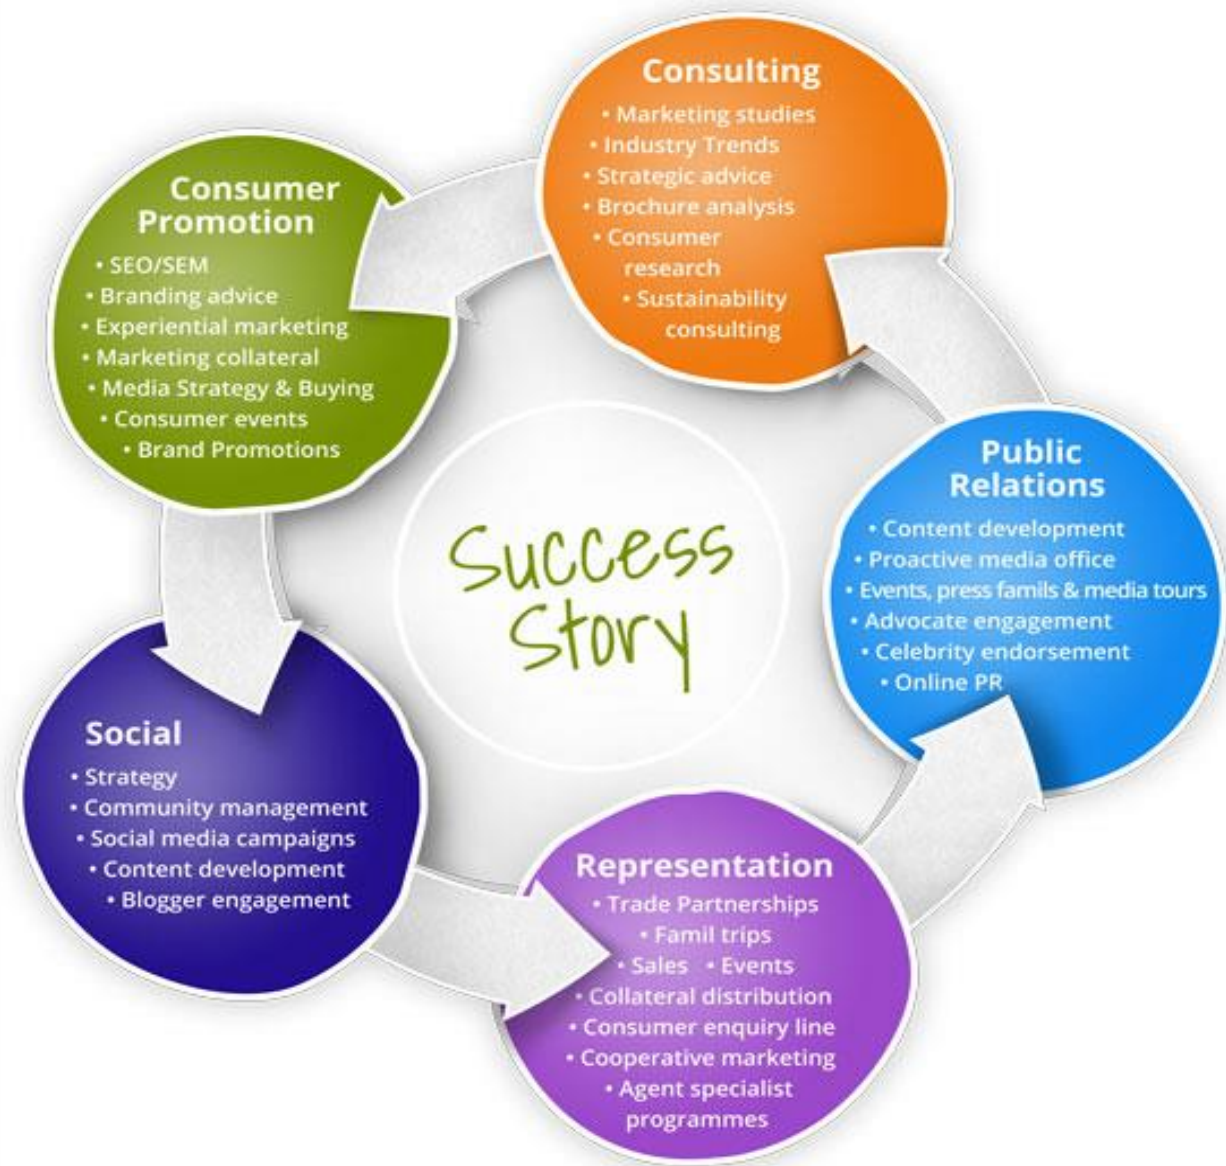 Consulting
• Marketing studies
• Industry Trends
• Strategic advice
• Brochure analysis
• Consumer
research
• Sustainability
consulting
Consumer
Promotion
• SEO/SEM
• Branding advice
• Experiential marketing
• Marketing collateral
• Media Strategy & Buying
• Consumer events
• Brand Promotions
Public
Relations
• Content development
• Proactive media office
• Events, press famils & media tours
• Advocate engagement
• Celebrity endorsement
• Online PR
Success
Story
Social
• Strategy
• Community management
• Social media campaigns
• Content development
• Blogger engagement
Representation
• Trade Partnerships
• Famil trips
• Sales • Events
• Collateral distribution
• Consumer enquiry line
• Cooperative marketing
• Agent specialist
programmes